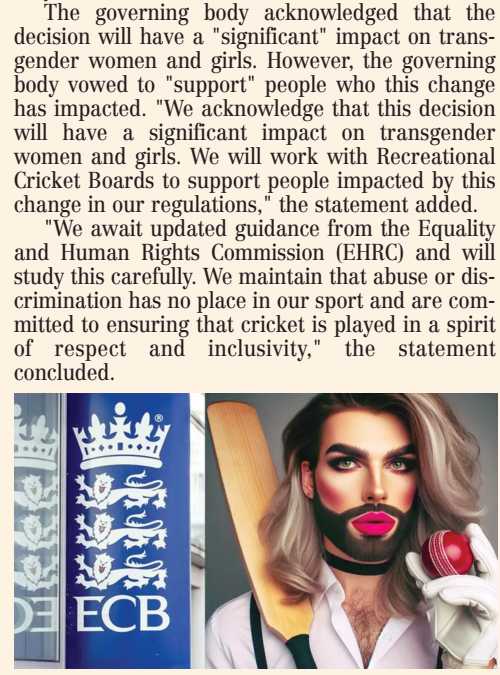 The governing body acknowledged that the
decision will have a "significant" impact on trans-
gender women and girls. However, the governing
body vowed to "support" people who this change
has impacted. "We acknowledge that this decision
will have a significant impact on transgender
women and girls. We will work with Recreational
Cricket Boards to support people impacted by this
change in our regulations," the statement added.
"We await updated guidance from the Equality
and Human Rights Commission (EHRC) and will
study this carefully. We maintain that abuse or dis-
crimination has no place in our sport and are com-
mitted to ensuring that cricket is played in a spirit
of respect and inclusivity," the statement
concluded.
®
ECB